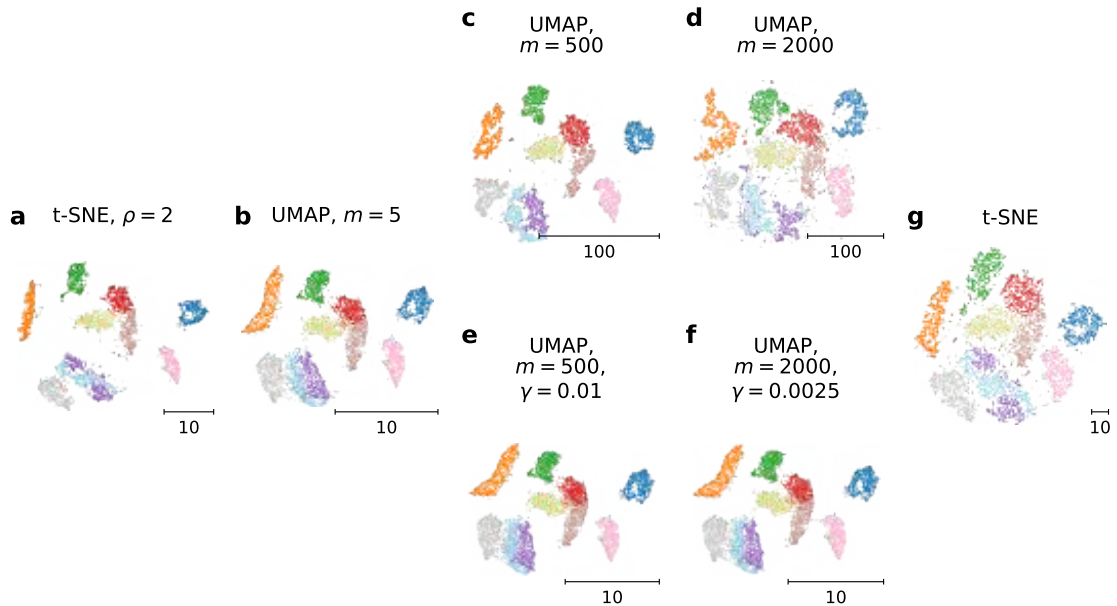 a
t-SNE, ρ = 2
10
b
UMAP, m = 5
10
c
UMAP,
m = 500
100
d
UMAP,
m = 2000
100
e
UMAP,
m = 500,
γ = 0.01
10
f
UMAP,
m = 2000,
γ = 0.0025
10
g
t-SNE
10